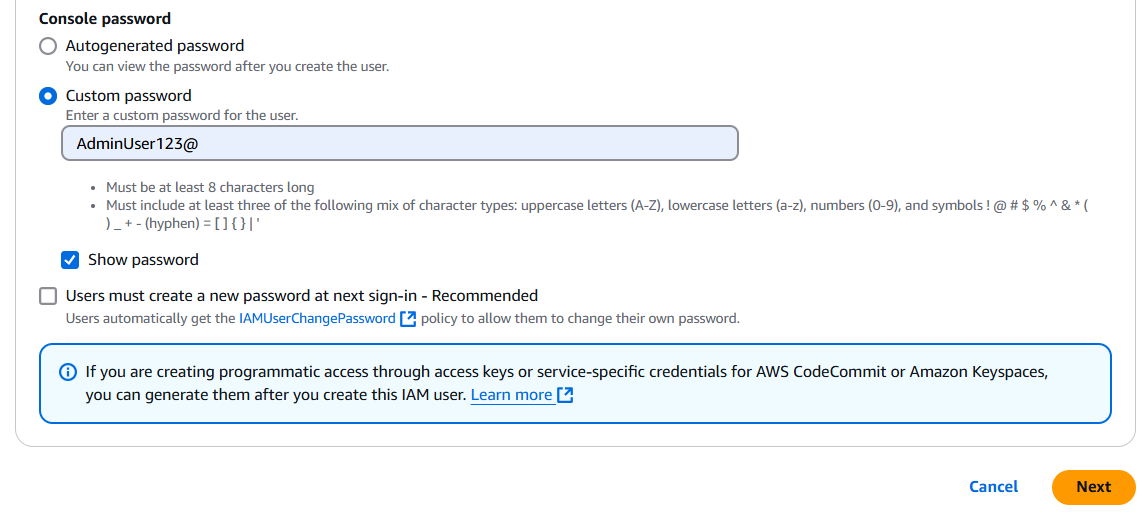 Console password
Autogenerated password
You can view the password after you create the user.
Custom password
Enter a custom password for the user.
AdminUser123@
• Must be at least 8 characters long
• Must include at least three of the following mix of character types: uppercase letters (A-Z), lowercase letters (a-z), numbers (0-9), and symbols ! @ # $ % ^ & * (
) _ + - (hyphen) = [ ] { } | '
Show password
Users must create a new password at next sign-in - Recommended
Users automatically get the IAMUserChangePassword policy to allow them to change their own password.
If you are creating programmatic access through access keys or service-specific credentials for AWS CodeCommit or Amazon Keyspaces,
you can generate them after you create this IAM user. Learn more
Cancel Next